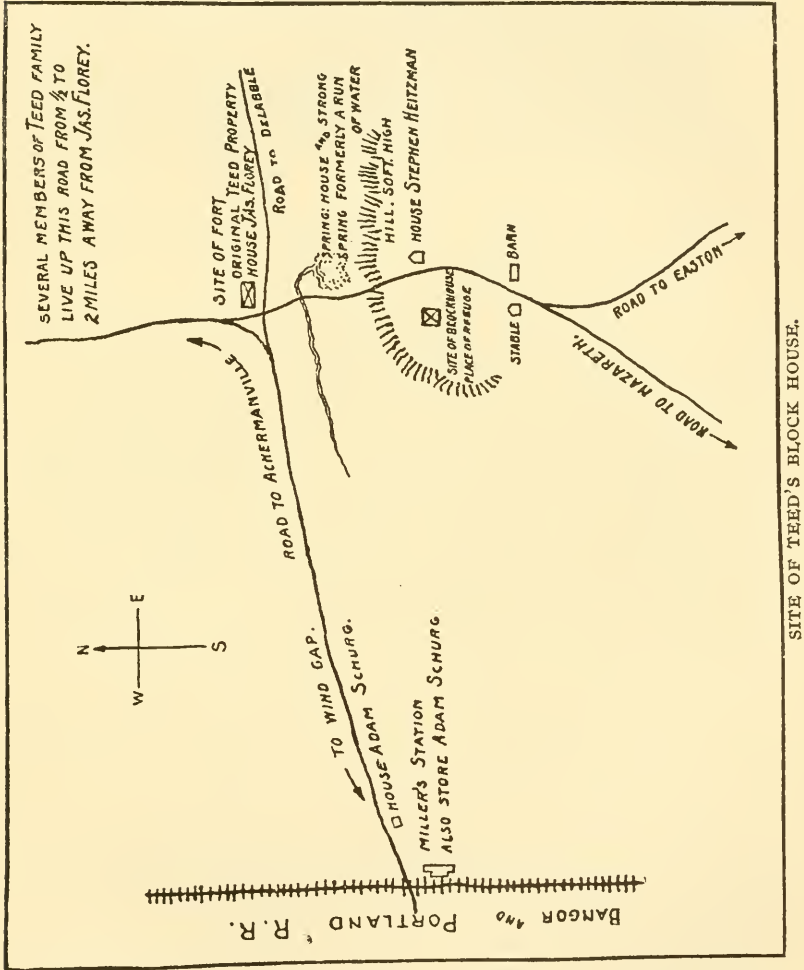 SEVERAL MEMBERS OF TEED FAMILY
LIVE UP THIS ROAD FROM ½ TO
2 MILES AWAY FROM JAS. FLOREY.
SITE OF FORT
ORIGINAL TEED PROPERTY
HOUSE JAS. FLOREY
ROAD TO DELABBLE
SPRING: HOUSE AND STRONG
SPRING FORMERLY A RUN
OF WATER
HILL. SOFT. HIGH
HOUSE STEPHEN HEITZMAN
SITE OF BLOCKHOUSE
PLACE OF REFUGE
BARN
STABLE
ROAD TO EASTON
ROAD TO NAZARETH.
ROAD TO ACKERMANVILLE
N
W E
S
TO WIND GAP.
HOUSE ADAM SCHURG.
MILLER'S STATION
ALSO STORE ADAM SCHURG
BANGOR AND PORTLAND R.R.
SITE OF TEED'S BLOCK HOUSE.